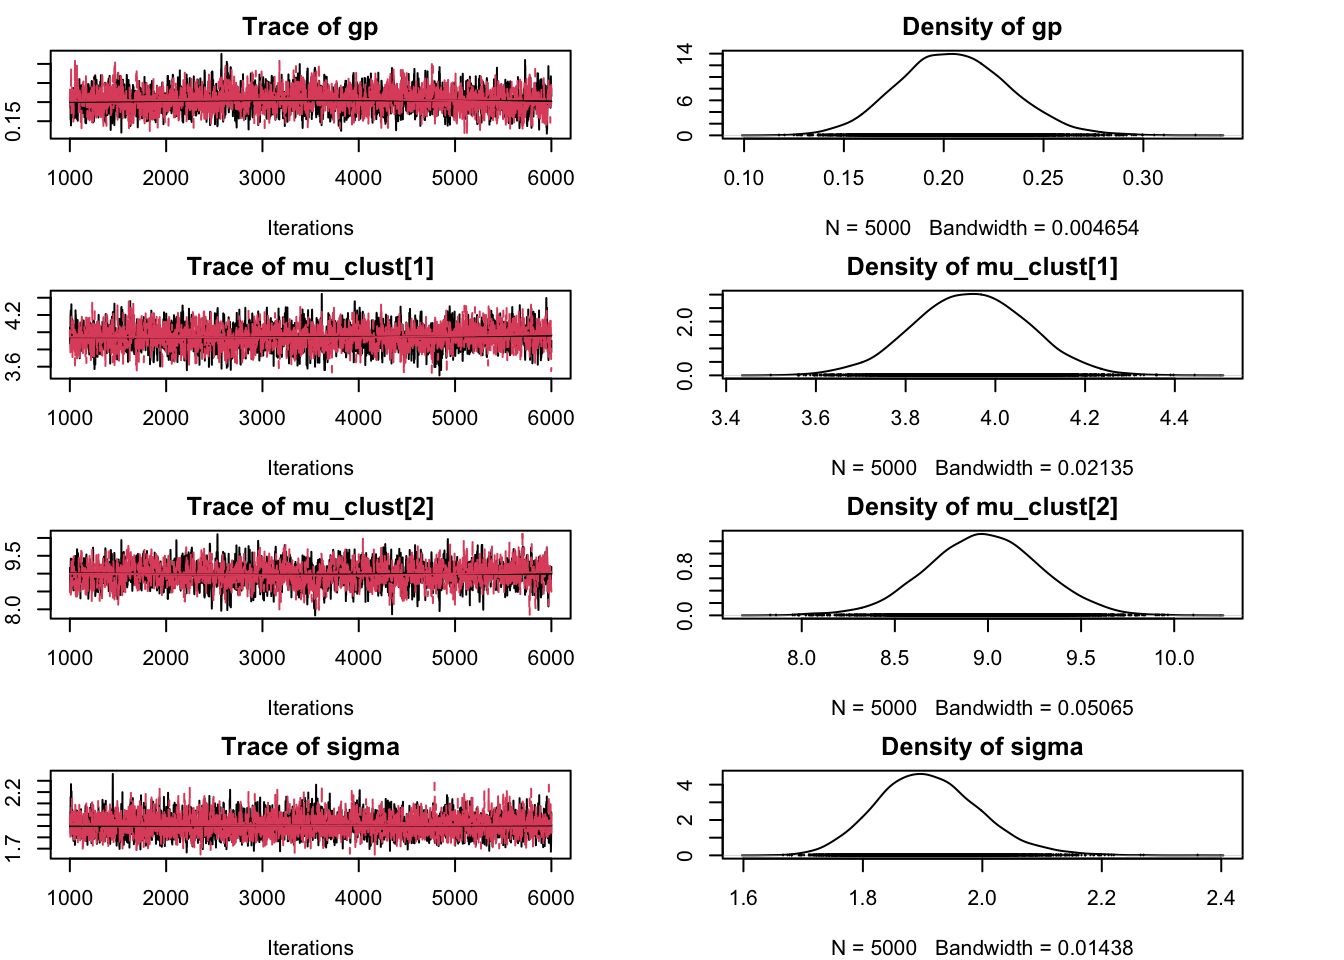 Trace of gp
0.15
1000 2000 3000 4000 5000 6000
Iterations
Density of gp
14
6
0
0.10 0.15 0.20 0.25 0.30
N = 5000 Bandwidth = 0.004654
Trace of mu_clust[1]
4.2
3.6
1000 2000 3000 4000 5000 6000
Iterations
Density of mu_clust[1]
2.0
0.0
3.4 3.6 3.8 4.0 4.2 4.4
N = 5000 Bandwidth = 0.02135
Trace of mu_clust[2]
9.5
8.0
1000 2000 3000 4000 5000 6000
Iterations
Density of mu_clust[2]
0.8
0.0
8.0 8.5 9.0 9.5 10.0
N = 5000 Bandwidth = 0.05065
Trace of sigma
2.2
1.7
1000 2000 3000 4000 5000 6000
Iterations
Density of sigma
4
2
0
1.6 1.8 2.0 2.2 2.4
N = 5000 Bandwidth = 0.01438